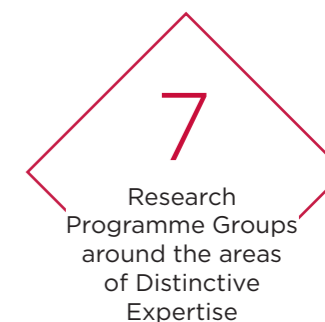 7
Research
Programme Groups
around the areas
of Distinctive
Expertise